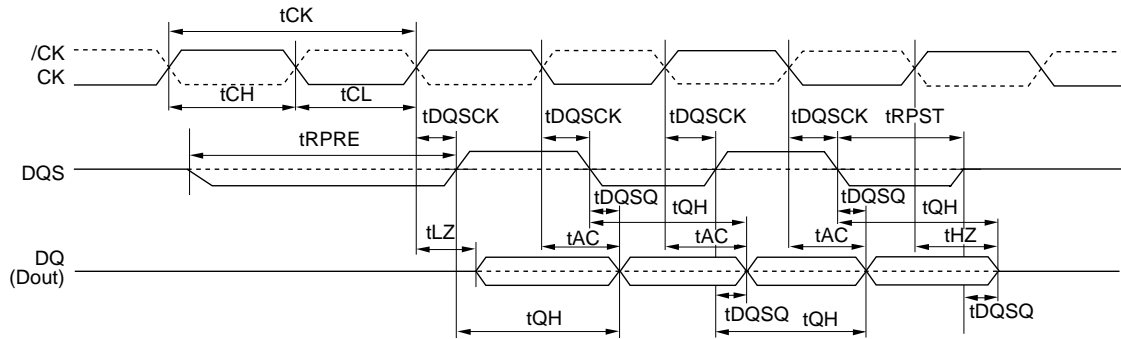 tCK
/CK
CK
tCH tCL
tDQSCK tDQSCK tDQSCK tDQSCK tRPST
tRPRE
DQS
tDQSQ tDQSQ
tQH tQH
tLZ tAC tAC tAC tHZ
DQ
(Dout)
tDQSQ tDQSQ
tQH tQH